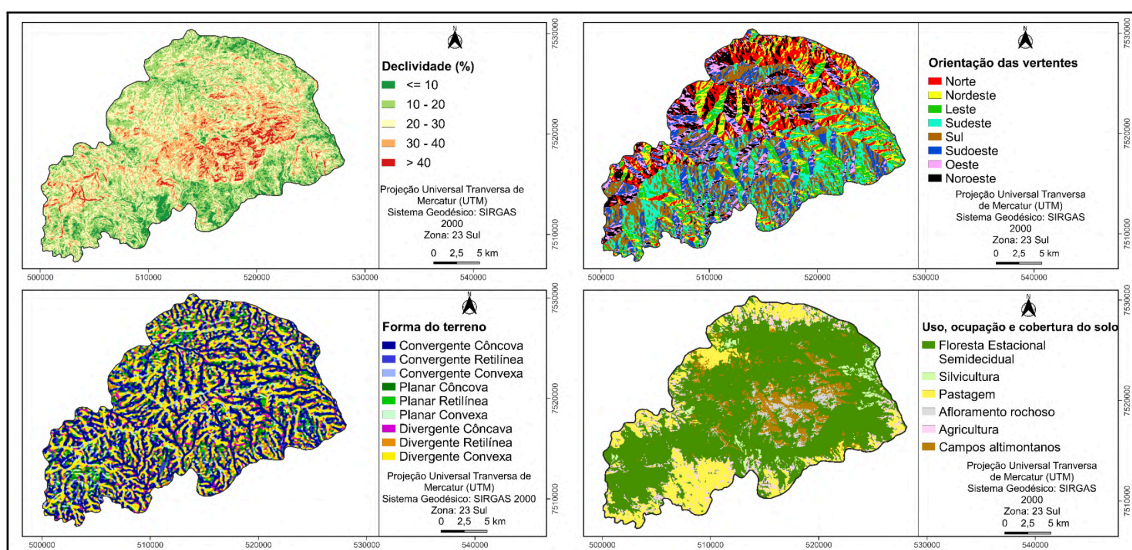 N
Declividade (%)
<= 10
10 - 20
20 - 30
30 - 40
> 40
Projeção Universal Tranversa de
Mercatur (UTM)
Sistema Geodésico: SIRGAS
2000
Zona: 23 Sul
0 2,5 5 km
500000 510000 520000 530000 540000
7530000
7520000
7510000
N
Orientação das vertentes
Norte
Nordeste
Leste
Sudeste
Sul
Sudoeste
Oeste
Noroeste
Projeção Universal Tranversa
de Mercatur (UTM)
Sistema Geodésico: SIRGAS
2000
Zona: 23 Sul
0 2,5 5 km
500000 510000 520000 530000 540000
7530000
7520000
7510000
N
Forma do terreno
Convergente Côncova
Convergente Retilínea
Convergente Convexa
Planar Côncova
Planar Retilínea
Planar Convexa
Divergente Côncova
Divergente Retilínea
Divergente Convexa
Projeção Universal Tranversa de
Mercatur (UTM)
Sistema Geodésico: SIRGAS 2000
Zona: 23 Sul
0 2,5 5 km
500000 510000 520000 530000 540000
7530000
7520000
7510000
N
Uso, ocupação e cobertura do solo
Floresta Estacional
Semidecidual
Silvicultura
Pastagem
Afloramento rochoso
Agricultura
Campos altimontanos
Projeção Universal Tranversa
de Mercatur (UTM)
Sistema Geodésico: SIRGAS
2000
Zona: 23 Sul
0 2,5 5 km
500000 510000 520000 530000 540000
7530000
7520000
7510000